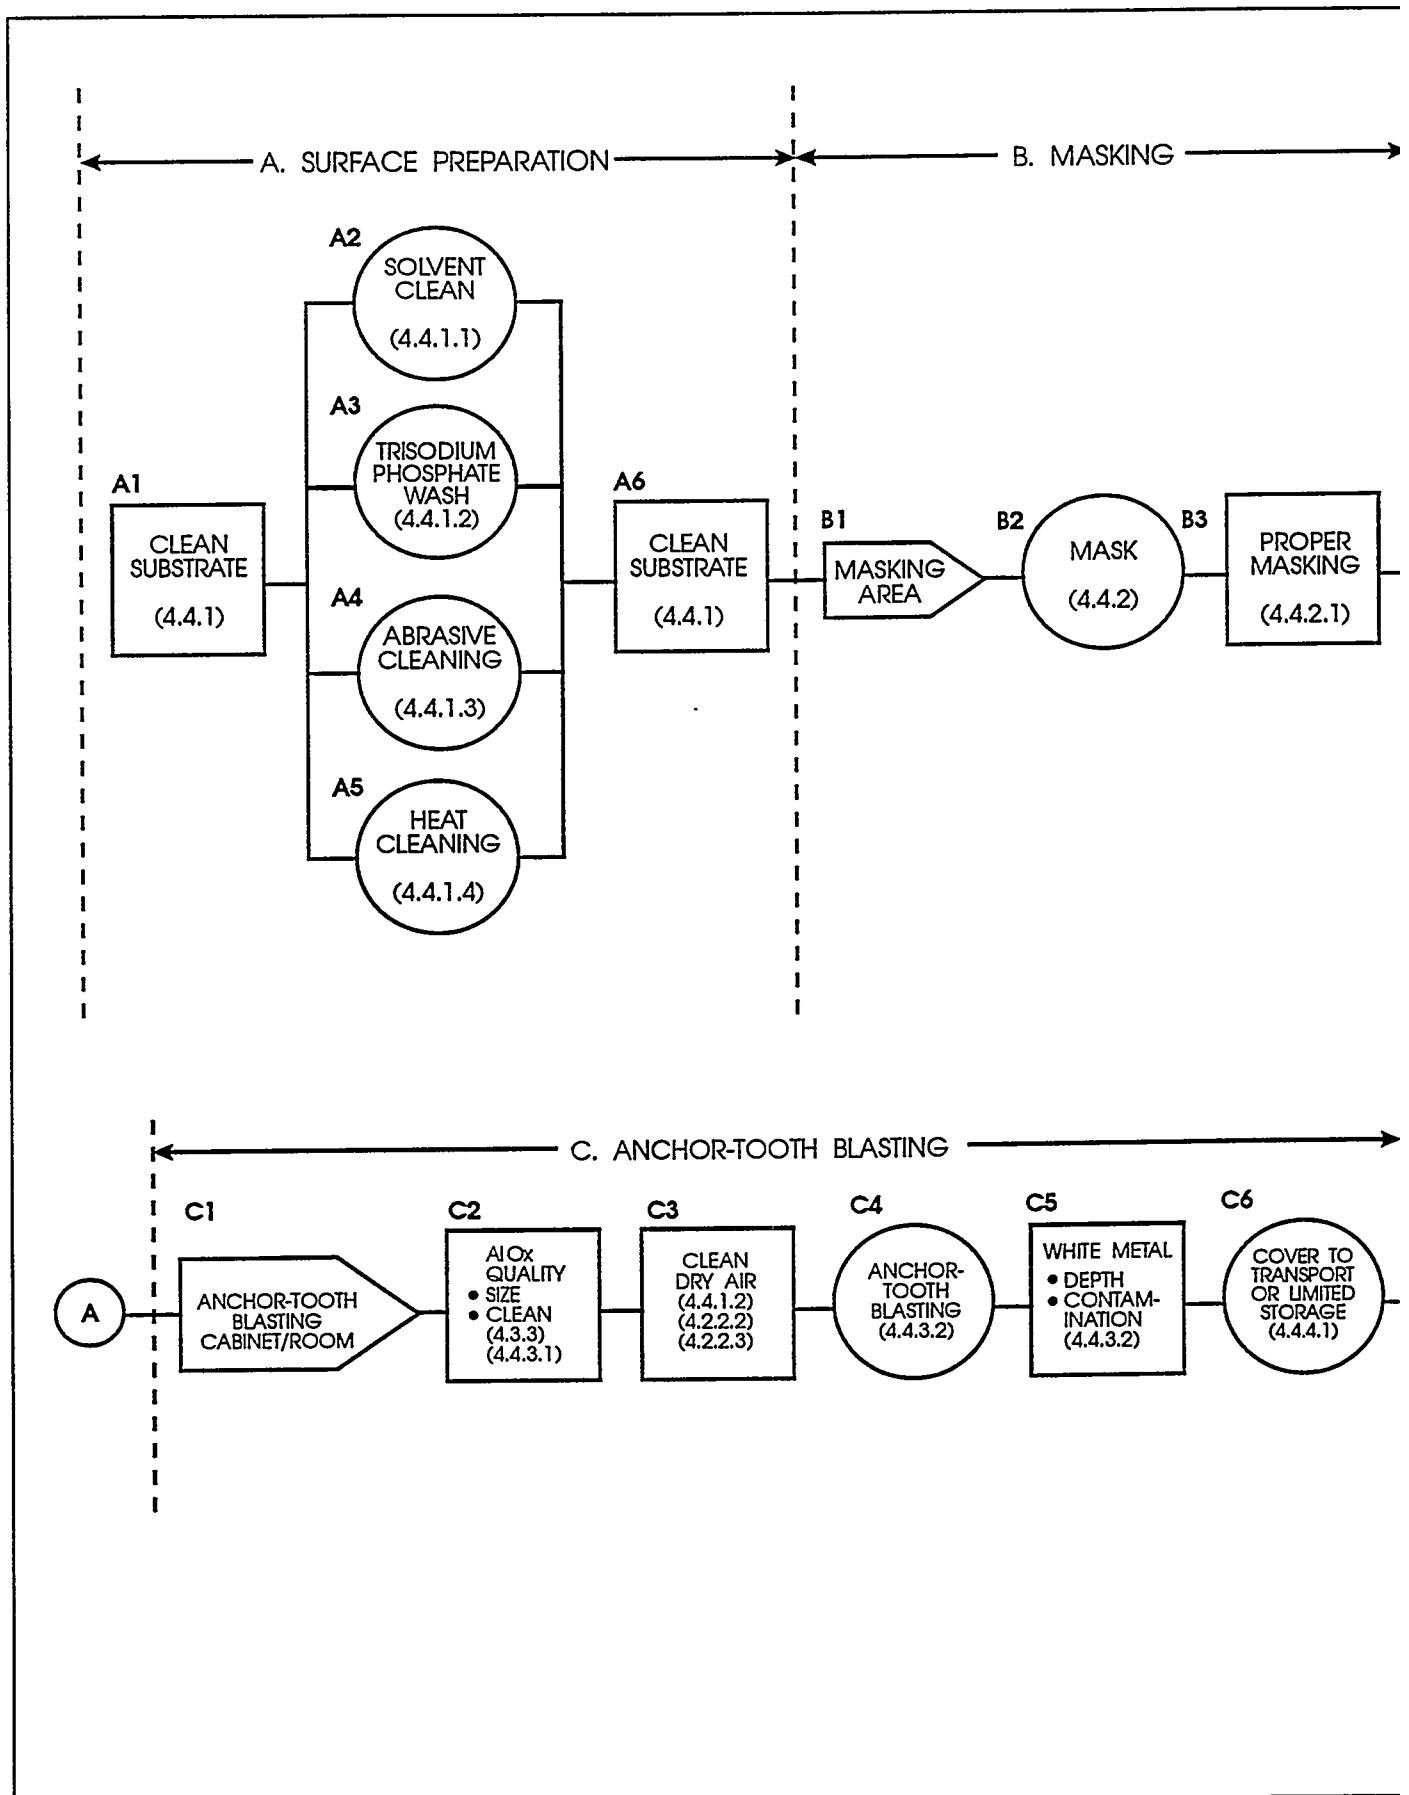 A. SURFACE PREPARATION
B. MASKING
A1
CLEAN
SUBSTRATE
(4.4.1)
A2
SOLVENT
CLEAN
(4.4.1.1)
A3
TRISODIUM
PHOSPHATE
WASH
(4.4.1.2)
A4
ABRASIVE
CLEANING
(4.4.1.3)
A5
HEAT
CLEANING
(4.4.1.4)
A6
CLEAN
SUBSTRATE
(4.4.1)
B1
MASKING
AREA
B2
MASK
(4.4.2)
B3
PROPER
MASKING
(4.4.2.1)
C. ANCHOR-TOOTH BLASTING
A
C1
ANCHOR-TOOTH
BLASTING
CABINET/ROOM
C2
AlOx
QUALITY
• SIZE
• CLEAN
(4.3.3)
(4.4.3.1)
C3
CLEAN
DRY AIR
(4.4.1.2)
(4.2.2.2)
(4.2.2.3)
C4
ANCHOR-
TOOTH
BLASTING
(4.4.3.2)
C5
WHITE METAL
• DEPTH
• CONTAM-
INATION
(4.4.3.2)
C6
COVER TO
TRANSPORT
OR LIMITED
STORAGE
(4.4.4.1)